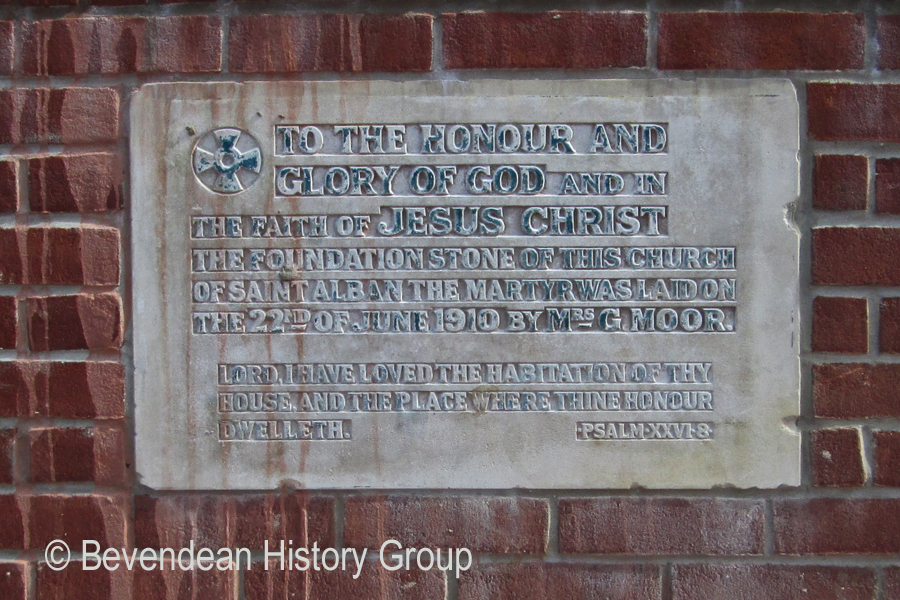 TO THE HONOUR AND
GLORY OF GOD AND IN
THE FAITH OF JESUS CHRIST
THE FOUNDATION STONE OF THIS CHURCH
OF SAINT ALBAN THE MARTYR WAS LAID ON
THE 22ND OF JUNE 1910 BY MRS G MOOR.
LORD, I HAVE LOVED THE HABITATION OF THY
HOUSE, AND THE PLACE WHERE THINE HONOUR
DWELLETH. ·PSALM·XXVI·8·
© Bevendean History Group